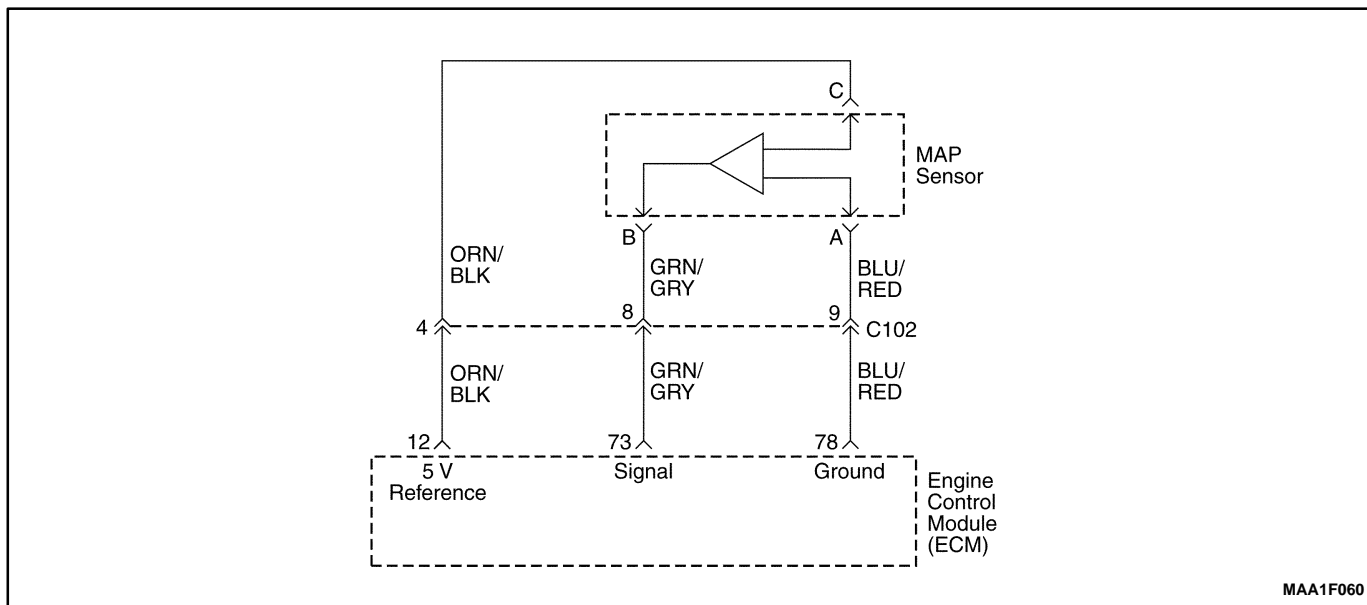 C
MAP
Sensor
B
A
ORN/
BLK
GRN/
GRY
BLU/
RED
4
8
9
C102
ORN/
BLK
GRN/
GRY
BLU/
RED
12
73
78
5 V
Reference
Signal
Ground
Engine
Control
Module
(ECM)
MAA1F060